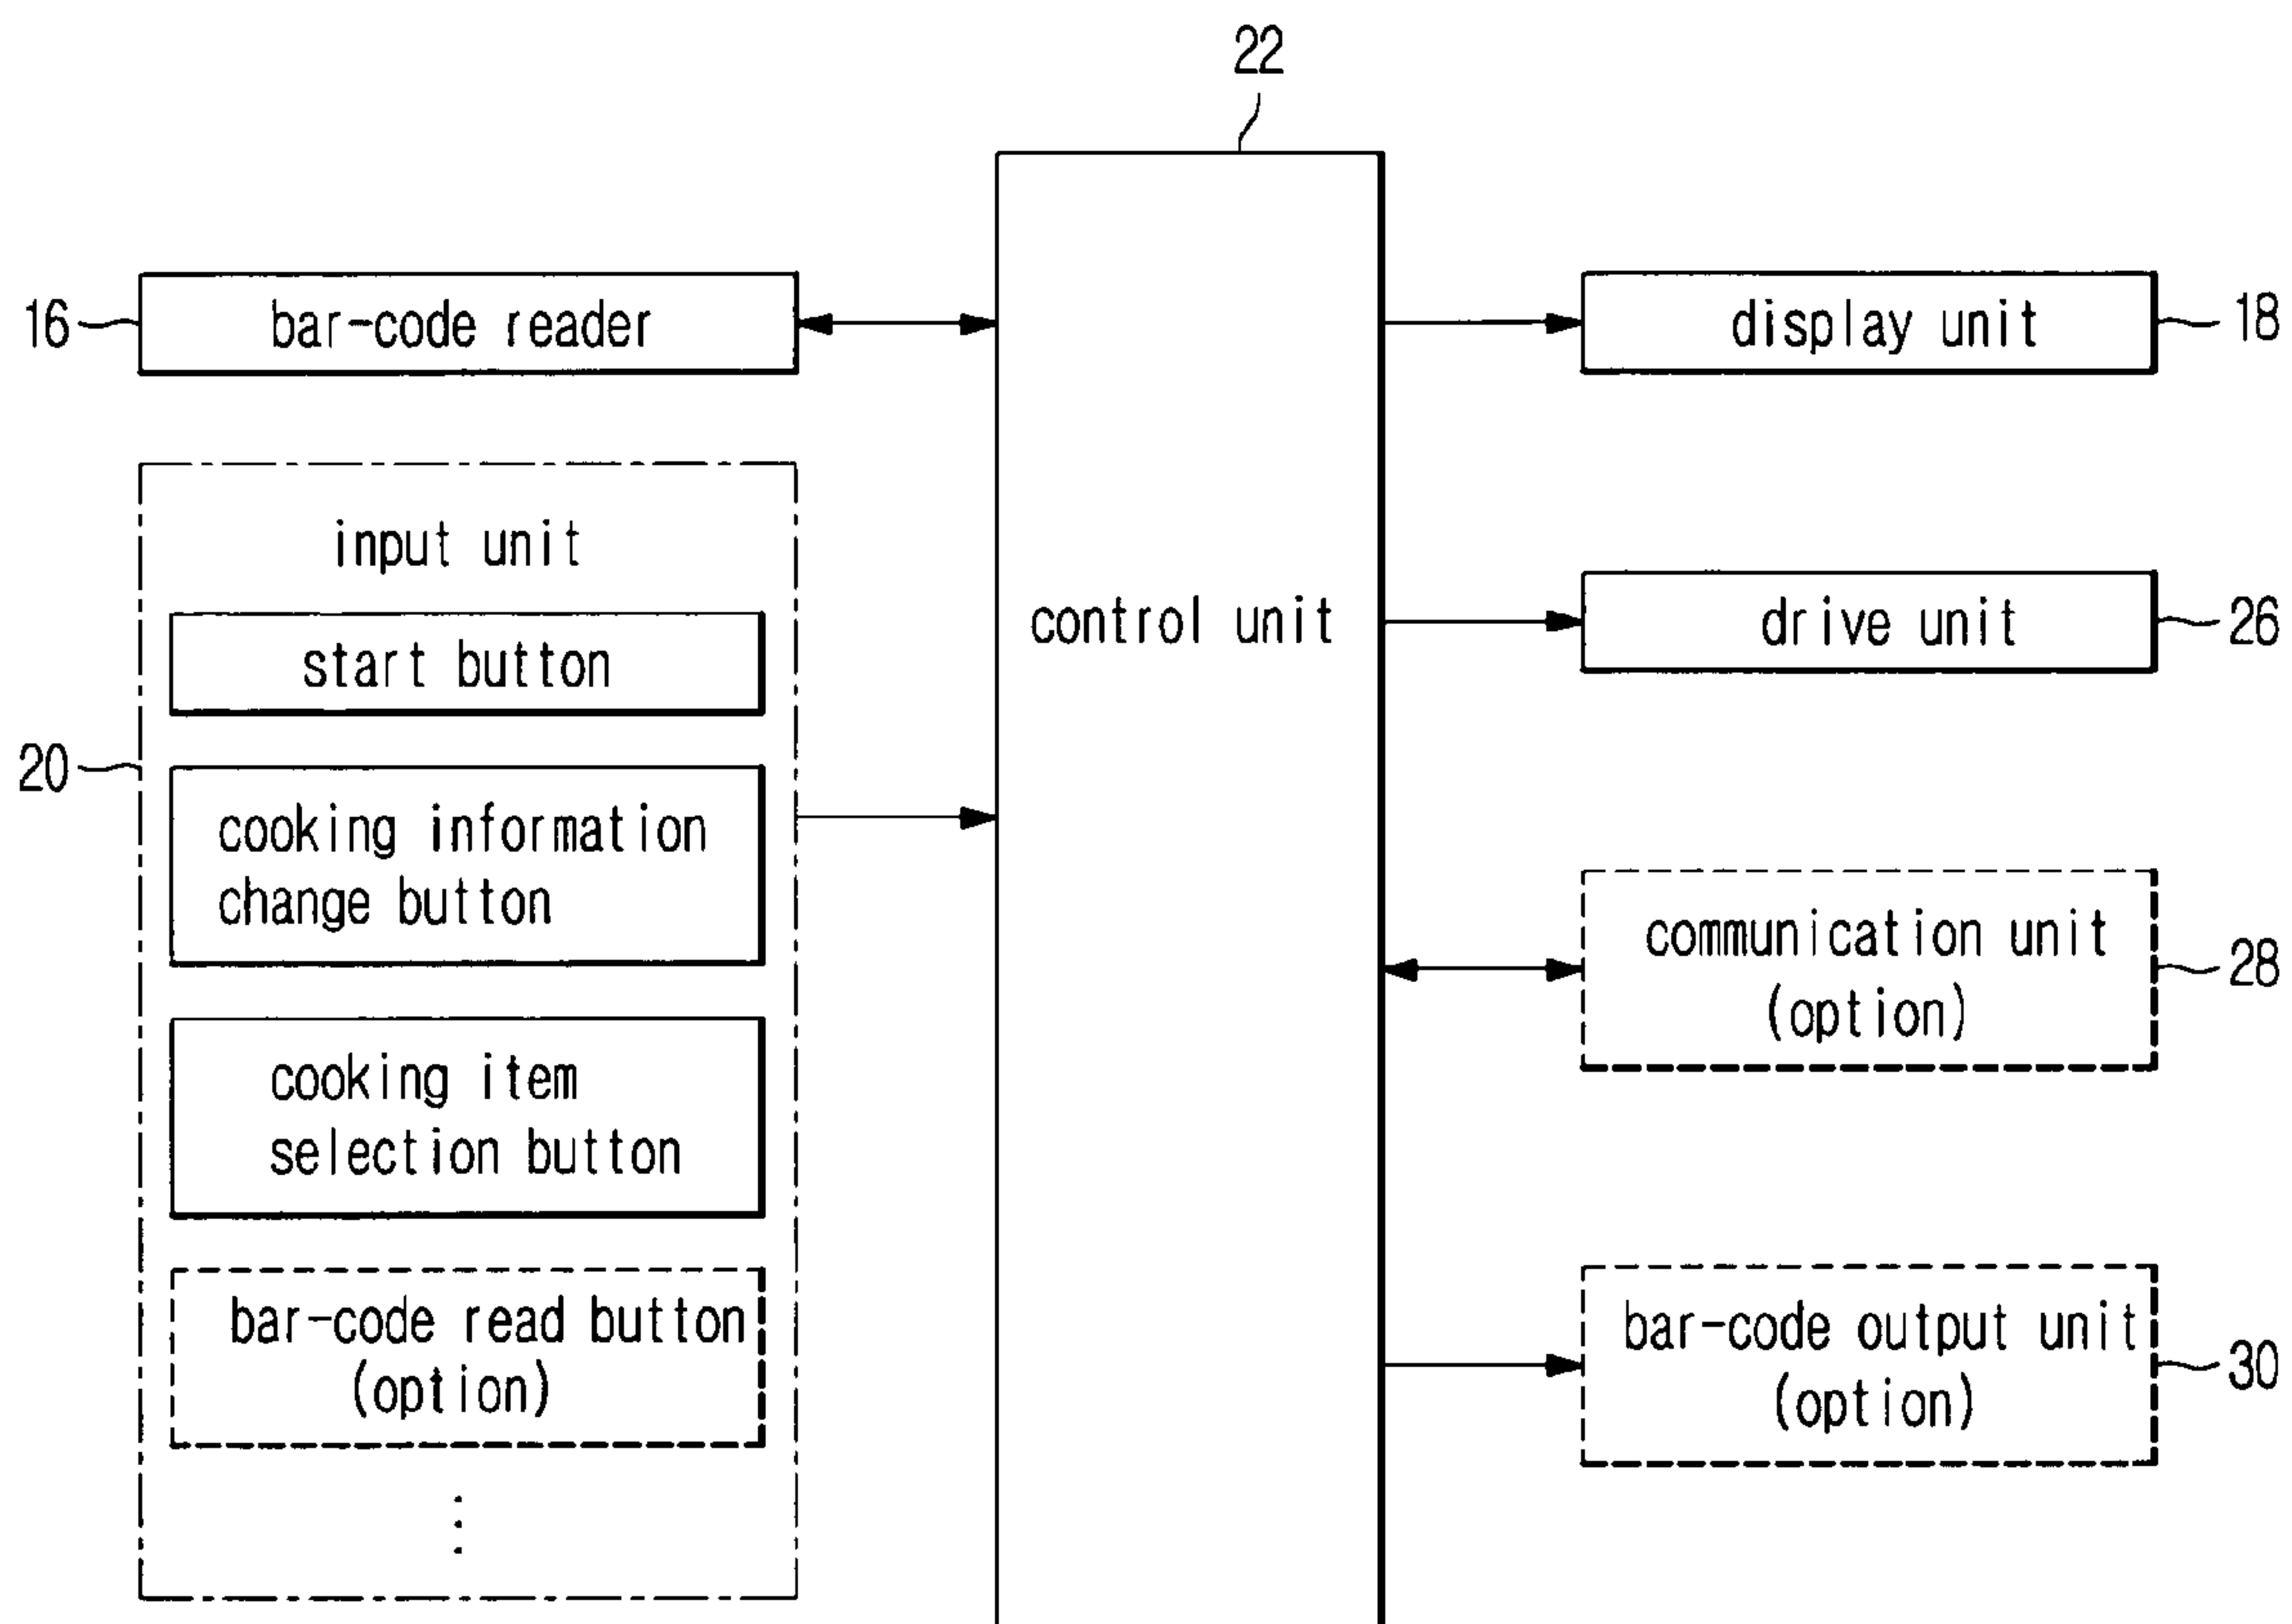 22
16
bar-code reader
display unit
18
input unit
start button
control unit
drive unit
26
20
cooking information
change button
communication unit
(option)
28
cooking item
selection button
bar-code read button
(option)
bar-code output unit
(option)
30